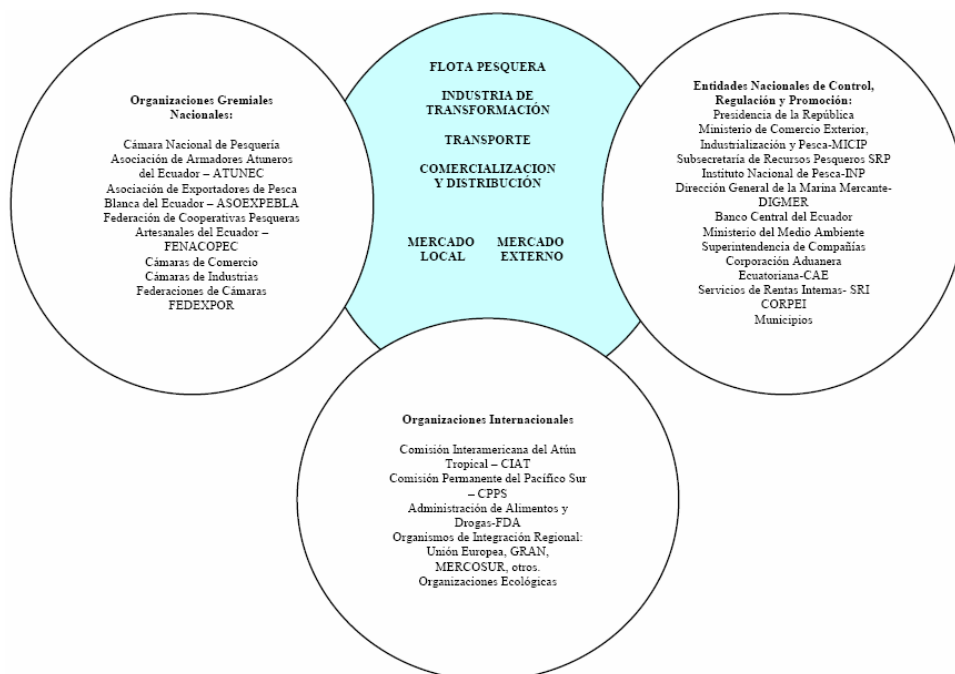 Organizaciones Gremiales
Nacionales:
Cámara Nacional de Pesquería
Asociación de Armadores Atuneros
del Ecuador – ATUNEC
Asociación de Exportadores de Pesca
Blanca del Ecuador – ASOEXPEBLA
Federación de Cooperativas Pesqueras
Artesanales del Ecuador –
FENACOPEC
Cámaras de Comercio
Cámaras de Industrias
Federaciones de Cámaras
FEDEXPOR
FLOTA PESQUERA
INDUSTRIA DE
TRANSFORMACIÓN
TRANSPORTE
COMERCIALIZACION
Y DISTRIBUCIÓN
MERCADO
LOCAL
MERCADO
EXTERNO
Entidades Nacionales de Control,
Regulación y Promoción:
Presidencia de la República
Ministerio de Comercio Exterior,
Industrialización y Pesca-MICIP
Subsecretaría de Recursos Pesqueros SRP
Instituto Nacional de Pesca-INP
Dirección General de la Marina Mercante-
DIGMER
Banco Central del Ecuador
Ministerio del Medio Ambiente
Superintendencia de Compañías
Corporación Aduanera
Ecuatoriana-CAE
Servicios de Rentas Internas- SRI
CORPEI
Municipios
Organizaciones Internacionales
Comisión Interamericana del Atún
Tropical – CIAT
Comisión Permanente del Pacífico Sur
– CPPS
Administración de Alimentos y
Drogas-FDA
Organismos de Integración Regional:
Unión Europea, GRAN,
MERCOSUR, otros.
Organizaciones Ecológicas